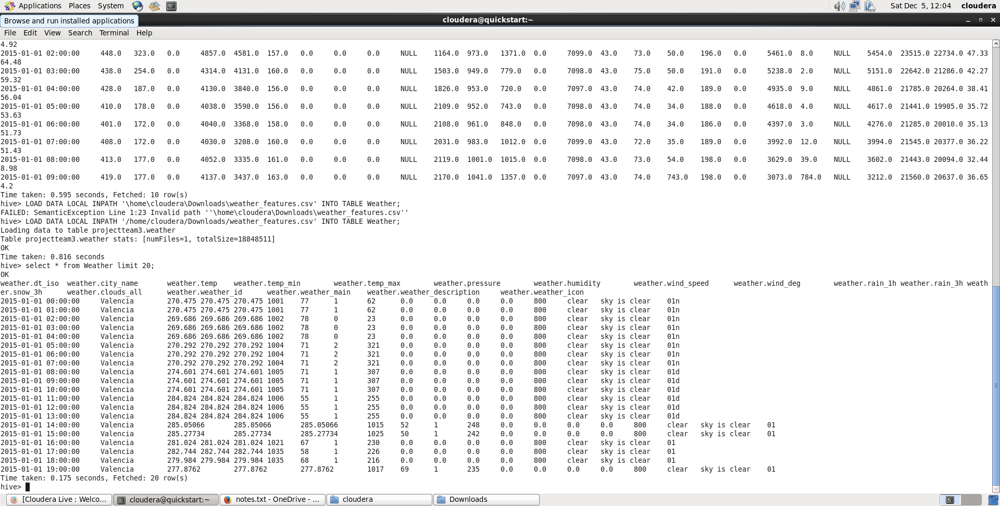 Applications Places System Sat Dec 5, 12:04 cloudera
Browse and run installed applications cloudera@quickstart:~
File Edit View Search Terminal Help
4.92
2015-01-01 02:00:00 448.0 323.0 0.0 4857.0 4581.0 157.0 0.0 0.0 0.0 NULL 1164.0 973.0 1371.0 0.0 7099.0 43.0 73.0 50.0 196.0 0.0 5461.0 8.0 NULL 5454.0 23515.0 22734.0 47.33
64.48
2015-01-01 03:00:00 438.0 254.0 0.0 4314.0 4131.0 160.0 0.0 0.0 0.0 NULL 1503.0 949.0 779.0 0.0 7098.0 43.0 75.0 50.0 191.0 0.0 5238.0 2.0 NULL 5151.0 22642.0 21286.0 42.27
59.32
2015-01-01 04:00:00 428.0 187.0 0.0 4130.0 3840.0 156.0 0.0 0.0 0.0 NULL 1826.0 953.0 720.0 0.0 7097.0 43.0 74.0 42.0 189.0 0.0 4935.0 9.0 NULL 4861.0 21785.0 20264.0 38.41
56.04
2015-01-01 05:00:00 410.0 178.0 0.0 4038.0 3590.0 156.0 0.0 0.0 0.0 NULL 2109.0 952.0 743.0 0.0 7098.0 43.0 74.0 34.0 188.0 0.0 4618.0 4.0 NULL 4617.0 21441.0 19905.0 35.72
53.63
2015-01-01 06:00:00 401.0 172.0 0.0 4040.0 3368.0 158.0 0.0 0.0 0.0 NULL 2108.0 961.0 848.0 0.0 7098.0 43.0 74.0 34.0 186.0 0.0 4397.0 3.0 NULL 4276.0 21285.0 20010.0 35.13
51.73
2015-01-01 07:00:00 408.0 172.0 0.0 4030.0 3208.0 160.0 0.0 0.0 0.0 NULL 2031.0 983.0 1012.0 0.0 7099.0 43.0 72.0 35.0 189.0 0.0 3992.0 12.0 NULL 3994.0 21545.0 20377.0 36.22
51.43
2015-01-01 08:00:00 413.0 177.0 0.0 4052.0 3335.0 161.0 0.0 0.0 0.0 NULL 2119.0 1001.0 1015.0 0.0 7098.0 43.0 73.0 54.0 198.0 0.0 3629.0 39.0 NULL 3602.0 21443.0 20094.0 32.44
8.98
2015-01-01 09:00:00 419.0 177.0 0.0 4137.0 3437.0 163.0 0.0 0.0 0.0 NULL 2170.0 1041.0 1357.0 0.0 7097.0 43.0 74.0 743.0 198.0 0.0 3073.0 784.0 NULL 3212.0 21560.0 20637.0 36.65
4.2
Time taken: 0.595 seconds, Fetched: 10 row(s)
hive> LOAD DATA LOCAL INPATH '\home\cloudera\Downloads\weather_features.csv' INTO TABLE Weather;
FAILED: SemanticException Line 1:23 Invalid path ''\home\cloudera\Downloads\weather_features.csv''
hive> LOAD DATA LOCAL INPATH '/home/cloudera/Downloads/weather_features.csv' INTO TABLE Weather;
Loading data to table projectteam3.weather
Table projectteam3.weather stats: [numFiles=1, totalSize=18848511]
OK
Time taken: 0.816 seconds
hive> select * from Weather limit 20;
OK
weather.dt_iso weather.city_name weather.temp weather.temp_min weather.temp_max weather.pressure weather.humidity weather.wind_speed weather.wind_deg weather.rain_1h weather.rain_3h weath
er.snow_3h weather.clouds_all weather.weather_id weather.weather_main weather.weather_description weather.weather_icon
2015-01-01 00:00:00 Valencia 270.475 270.475 270.475 1001 77 1 62 0.0 0.0 0.0 0.0 800 clear sky is clear 01n
2015-01-01 01:00:00 Valencia 270.475 270.475 270.475 1001 77 1 62 0.0 0.0 0.0 0.0 800 clear sky is clear 01n
2015-01-01 02:00:00 Valencia 269.686 269.686 269.686 1002 78 0 23 0.0 0.0 0.0 0.0 800 clear sky is clear 01n
2015-01-01 03:00:00 Valencia 269.686 269.686 269.686 1002 78 0 23 0.0 0.0 0.0 0.0 800 clear sky is clear 01n
2015-01-01 04:00:00 Valencia 269.686 269.686 269.686 1002 78 0 23 0.0 0.0 0.0 0.0 800 clear sky is clear 01n
2015-01-01 05:00:00 Valencia 270.292 270.292 270.292 1004 71 2 321 0.0 0.0 0.0 0.0 800 clear sky is clear 01n
2015-01-01 06:00:00 Valencia 270.292 270.292 270.292 1004 71 2 321 0.0 0.0 0.0 0.0 800 clear sky is clear 01n
2015-01-01 07:00:00 Valencia 270.292 270.292 270.292 1004 71 2 321 0.0 0.0 0.0 0.0 800 clear sky is clear 01n
2015-01-01 08:00:00 Valencia 274.601 274.601 274.601 1005 71 1 307 0.0 0.0 0.0 0.0 800 clear sky is clear 01d
2015-01-01 09:00:00 Valencia 274.601 274.601 274.601 1005 71 1 307 0.0 0.0 0.0 0.0 800 clear sky is clear 01d
2015-01-01 10:00:00 Valencia 274.601 274.601 274.601 1005 71 1 307 0.0 0.0 0.0 0.0 800 clear sky is clear 01d
2015-01-01 11:00:00 Valencia 284.824 284.824 284.824 1006 55 1 255 0.0 0.0 0.0 0.0 800 clear sky is clear 01d
2015-01-01 12:00:00 Valencia 284.824 284.824 284.824 1006 55 1 255 0.0 0.0 0.0 0.0 800 clear sky is clear 01d
2015-01-01 13:00:00 Valencia 284.824 284.824 284.824 1006 55 1 255 0.0 0.0 0.0 0.0 800 clear sky is clear 01d
2015-01-01 14:00:00 Valencia 285.05066 285.05066 285.05066 1015 52 1 248 0.0 0.0 0.0 0.0 800 clear sky is clear 01
2015-01-01 15:00:00 Valencia 285.27734 285.27734 285.27734 1025 50 1 242 0.0 0.0 0.0 0.0 800 clear sky is clear 01
2015-01-01 16:00:00 Valencia 281.024 281.024 281.024 1021 67 1 230 0.0 0.0 0.0 0.0 800 clear sky is clear 01
2015-01-01 17:00:00 Valencia 282.744 282.744 282.744 1035 58 1 226 0.0 0.0 0.0 0.0 800 clear sky is clear 01
2015-01-01 18:00:00 Valencia 279.984 279.984 279.984 1035 68 1 216 0.0 0.0 0.0 0.0 800 clear sky is clear 01
2015-01-01 19:00:00 Valencia 277.8762 277.8762 277.8762 1017 69 1 235 0.0 0.0 0.0 0.0 800 clear sky is clear 01
Time taken: 0.175 seconds, Fetched: 20 row(s)
hive>
[Cloudera Live : Welco... cloudera@quickstart:~ notes.txt - OneDrive - ... cloudera Downloads